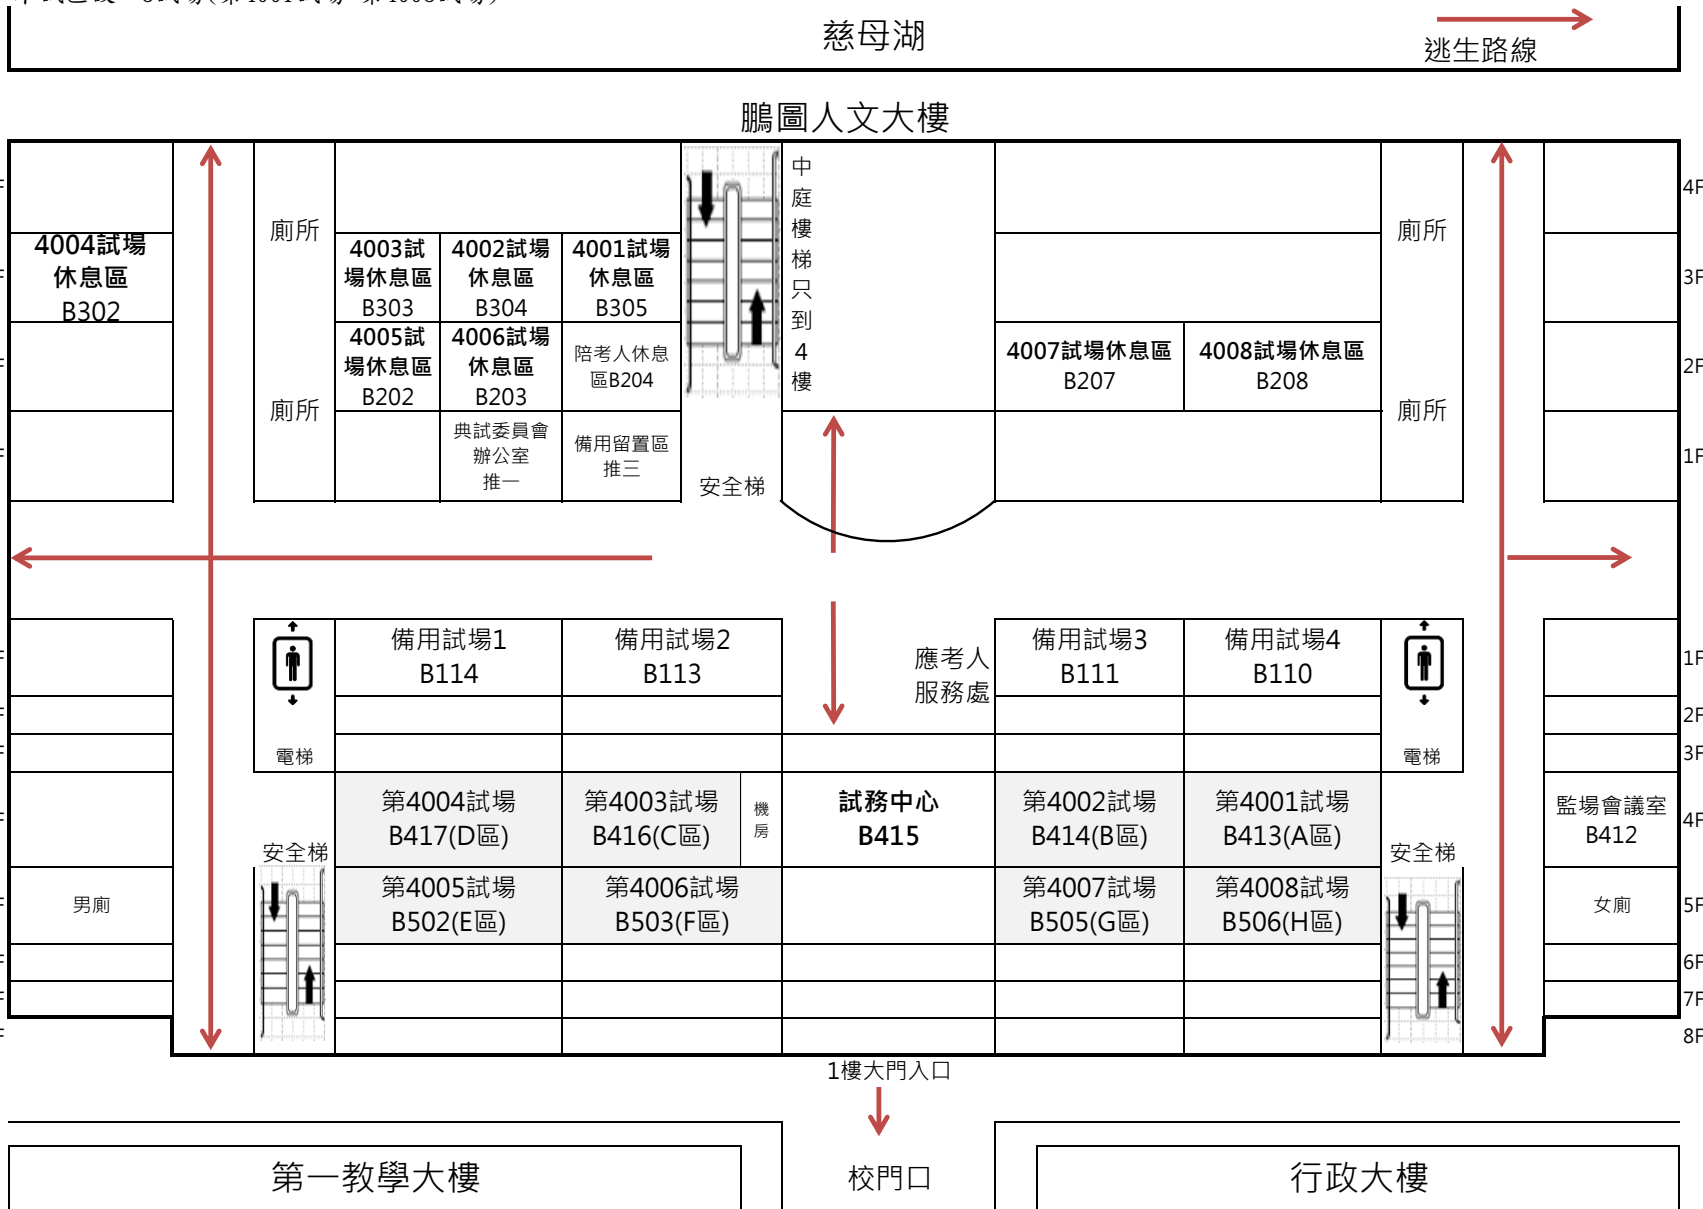 慈母湖
逃生路線
鵬圖人文大樓
中庭樓梯只到4樓
4F
廁所
廁所
4004試場
休息區
B302
4003試
場休息區
B303
4002試場
休息區
B304
4001試場
休息區
B305
3F
4005試
場休息區
B202
4006試場
休息區
B203
陪考人休息
區B204
4007試場休息區
B207
4008試場休息區
B208
2F
廁所
廁所
典試委員會
辦公室
推一
備用留置區
推三
安全梯
1F
備用試場1
B114
備用試場2
B113
應考人
服務處
備用試場3
B111
備用試場4
B110
1F
2F
電梯
電梯
3F
第4004試場
B417(D區)
第4003試場
B416(C區)
機房
試務中心
B415
第4002試場
B414(B區)
第4001試場
B413(A區)
監場會議室
B412
4F
安全梯
安全梯
男廁
第4005試場
B502(E區)
第4006試場
B503(F區)
第4007試場
B505(G區)
第4008試場
B506(H區)
女廁
5F
6F
7F
8F
1樓大門入口
第一教學大樓
校門口
行政大樓